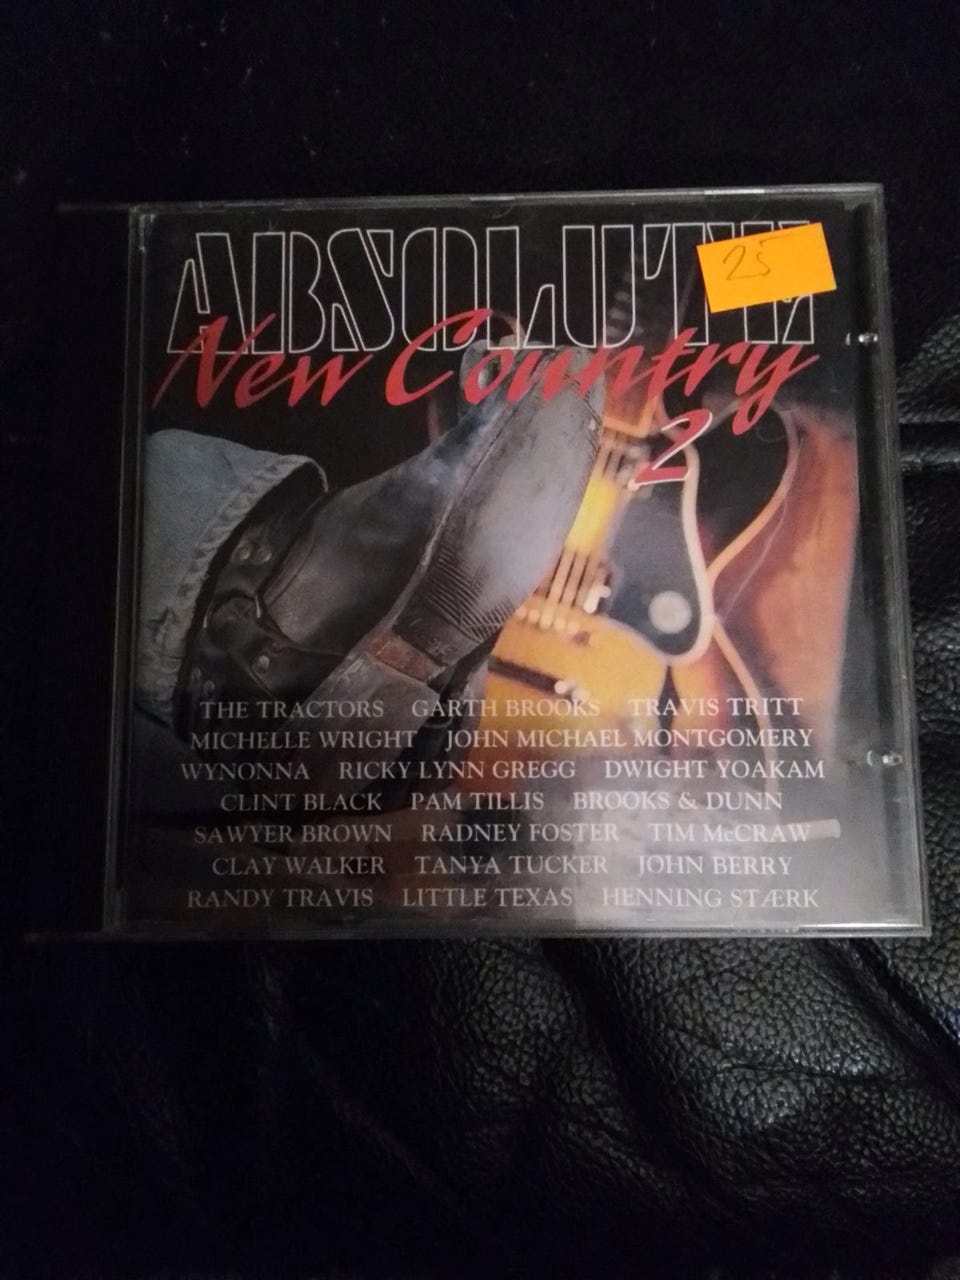 ABSOLUTE
25
New Country
2
THE TRACTORS GARTH BROOKS TRAVIS TRITT
MICHELLE WRIGHT JOHN MICHAEL MONTGOMERY
WYNONNA RICKY LYNN GREGG DWIGHT YOAKAM
CLINT BLACK PAM TILLIS BROOKS & DUNN
SAWYER BROWN RADNEY FOSTER TIM McCRAW
CLAY WALKER TANYA TUCKER JOHN BERRY
RANDY TRAVIS LITTLE TEXAS HENNING STÆRK